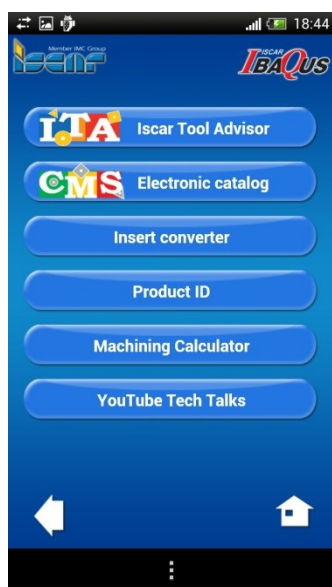 18:44
Member IMC Group
ISCAR
ISCAR
IBAQUS
ITA Iscar Tool Advisor
CMS Electronic catalog
Insert converter
Product ID
Machining Calculator
YouTube Tech Talks